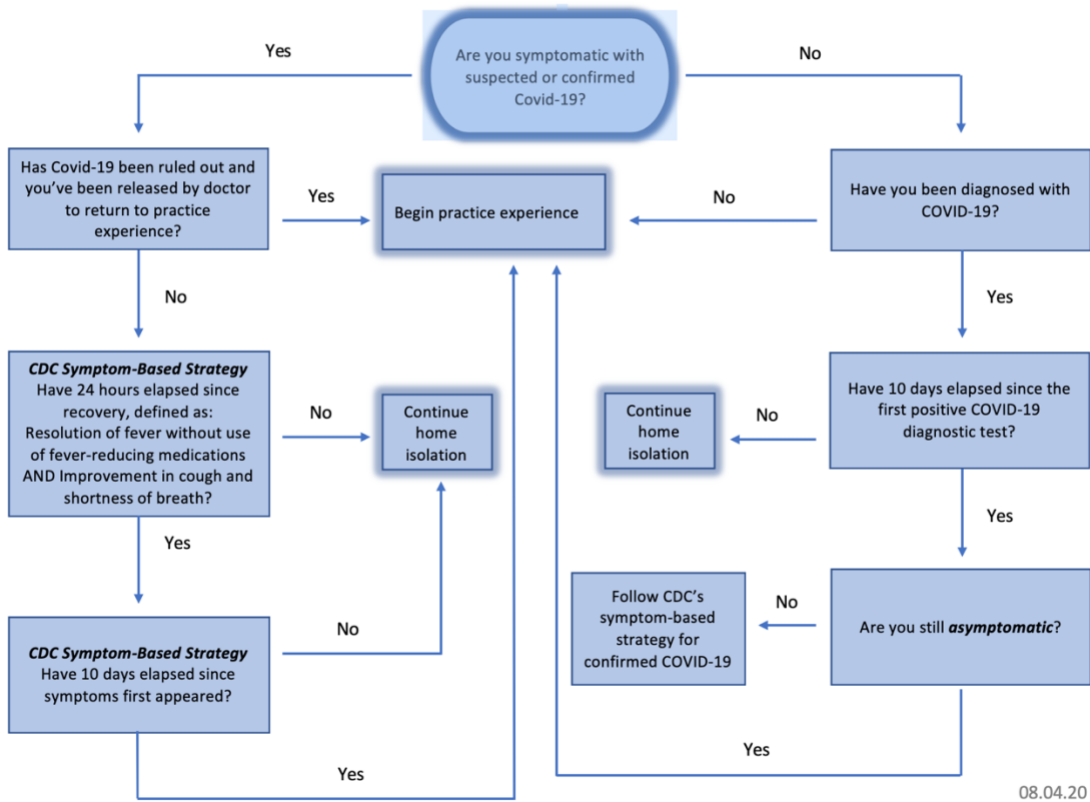 Are you symptomatic with
suspected or confirmed
Covid-19?
Yes
No
Has Covid-19 been ruled out and
you've been released by doctor
to return to practice
experience?
Yes
Begin practice experience
No
Have you been diagnosed with
COVID-19?
No
Yes
CDC Symptom-Based Strategy
Have 24 hours elapsed since
recovery, defined as:
Resolution of fever without use
of fever-reducing medications
AND Improvement in cough and
shortness of breath?
No
Continue
home
isolation
Continue
home
isolation
No
Have 10 days elapsed since the
first positive COVID-19
diagnostic test?
Yes
Yes
CDC Symptom-Based Strategy
Have 10 days elapsed since
symptoms first appeared?
No
Follow CDC's
symptom-based
strategy for
confirmed COVID-19
No
Are you still asymptomatic?
Yes
Yes
08.04.20